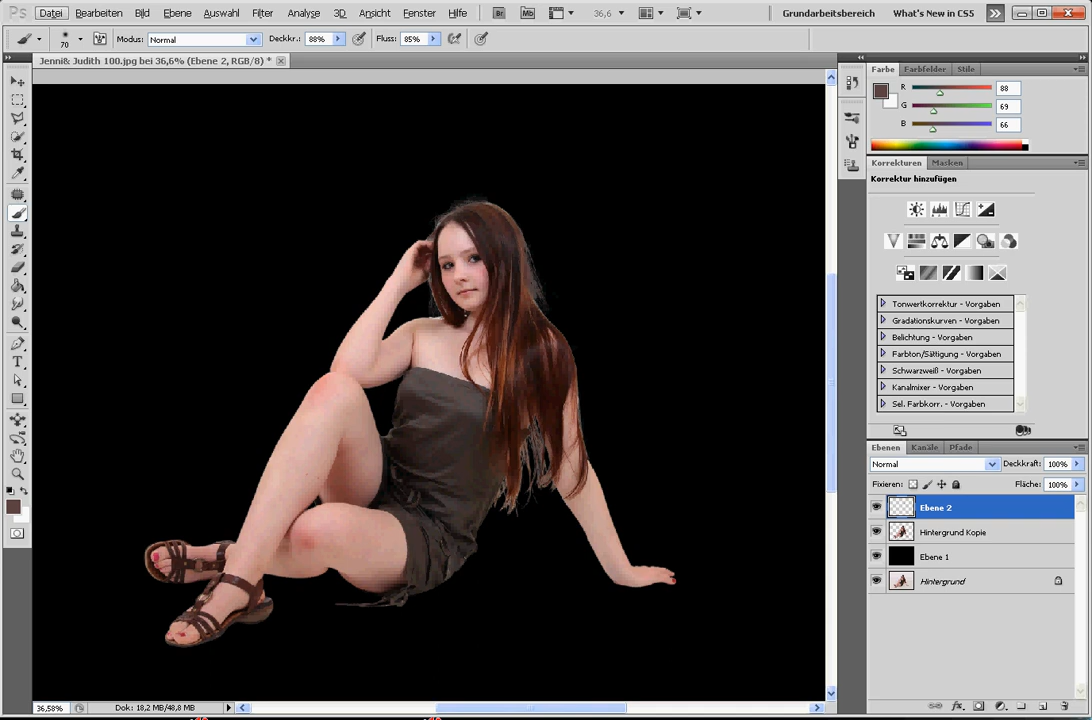 Ps Datei Bearbeiten Bild Ebene Auswahl Filter Analyse 3D Ansicht Fenster Hilfe Br Mb 36,6 Grundarbeitsbereich What's New in CS5
70 Modus: Normal Deckkr.: 88% Fluss: 85%
Jenni& Judith 100.jpg bei 36,6% (Ebene 2, RGB/8) *
Farbe Farbfelder Stile
R 88
G 69
B 66
Korrekturen Masken
Korrektur hinzufügen
Tonwertkorrektur - Vorgaben
Gradationskurven - Vorgaben
Belichtung - Vorgaben
Farbton/Sättigung - Vorgaben
Schwarzweiß - Vorgaben
Kanalmixer - Vorgaben
Sel. Farbkorr. - Vorgaben
Ebenen Kanäle Pfade
Normal Deckkraft: 100%
Fixieren: Fläche: 100%
Ebene 2
Hintergrund Kopie
Ebene 1
Hintergrund
36,58% Dok: 18,2 MB/48,8 MB